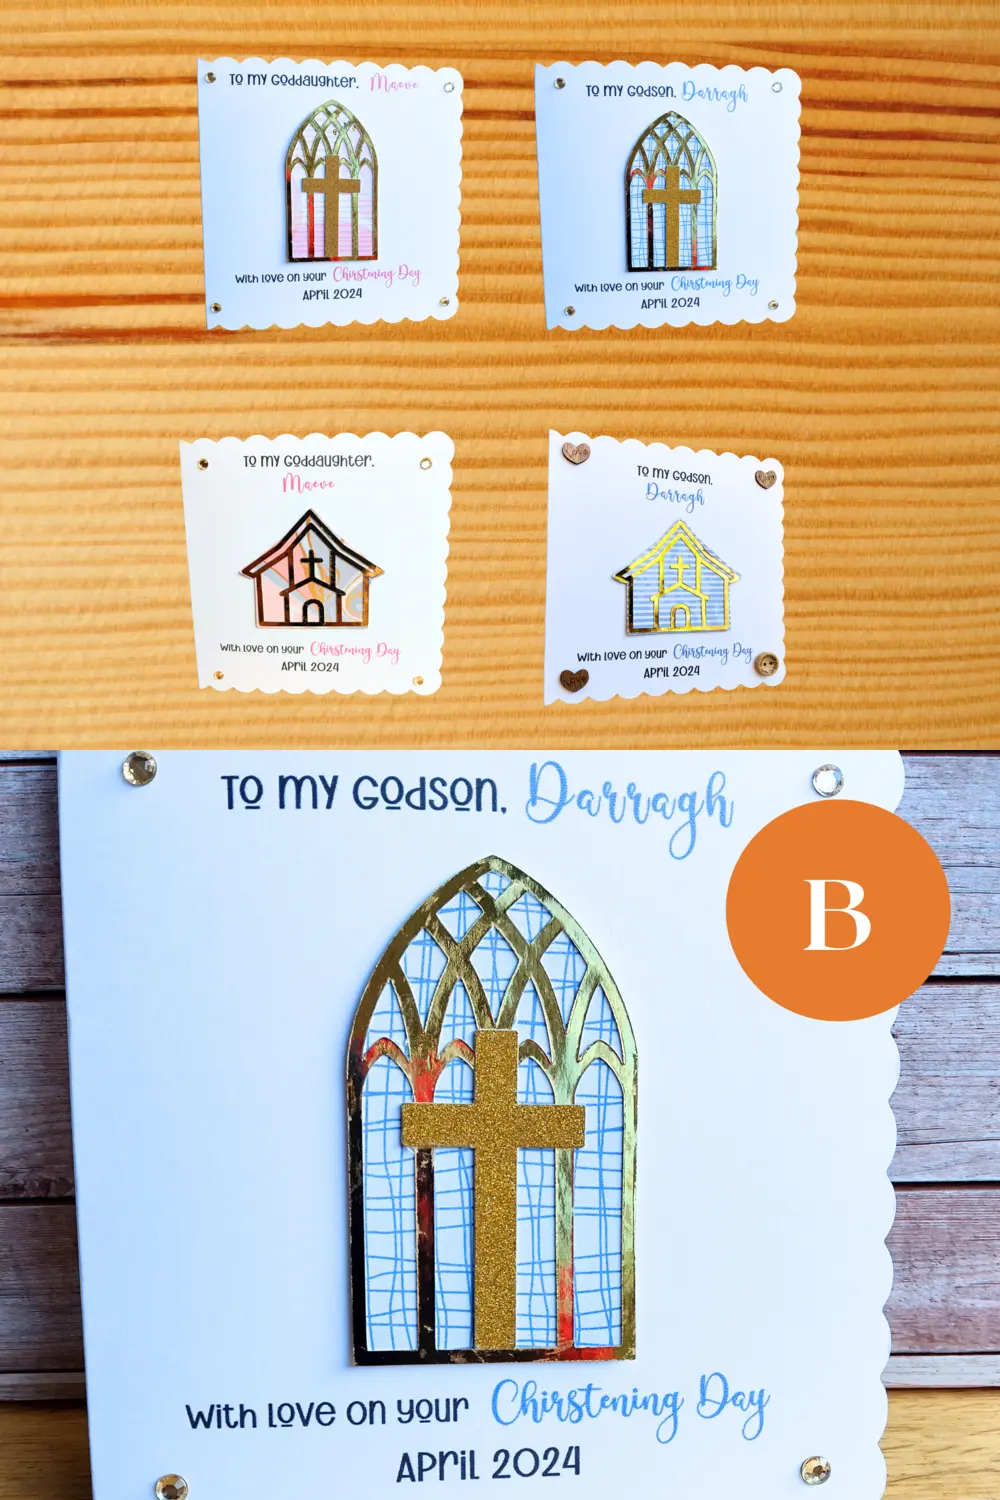 To my Goddaughter, Maeve
With love on your Chirstening Day
April 2024
To my Godson, Darragh
With love on your Chirstening Day
April 2024
To my Goddaughter,
Maeve
With love on your Chirstening Day
April 2024
Love
Love
To my Godson,
Darragh
With love on your Chirstening Day
April 2024
Love
To my Godson, Darragh
B
With love on your Chirstening Day
April 2024